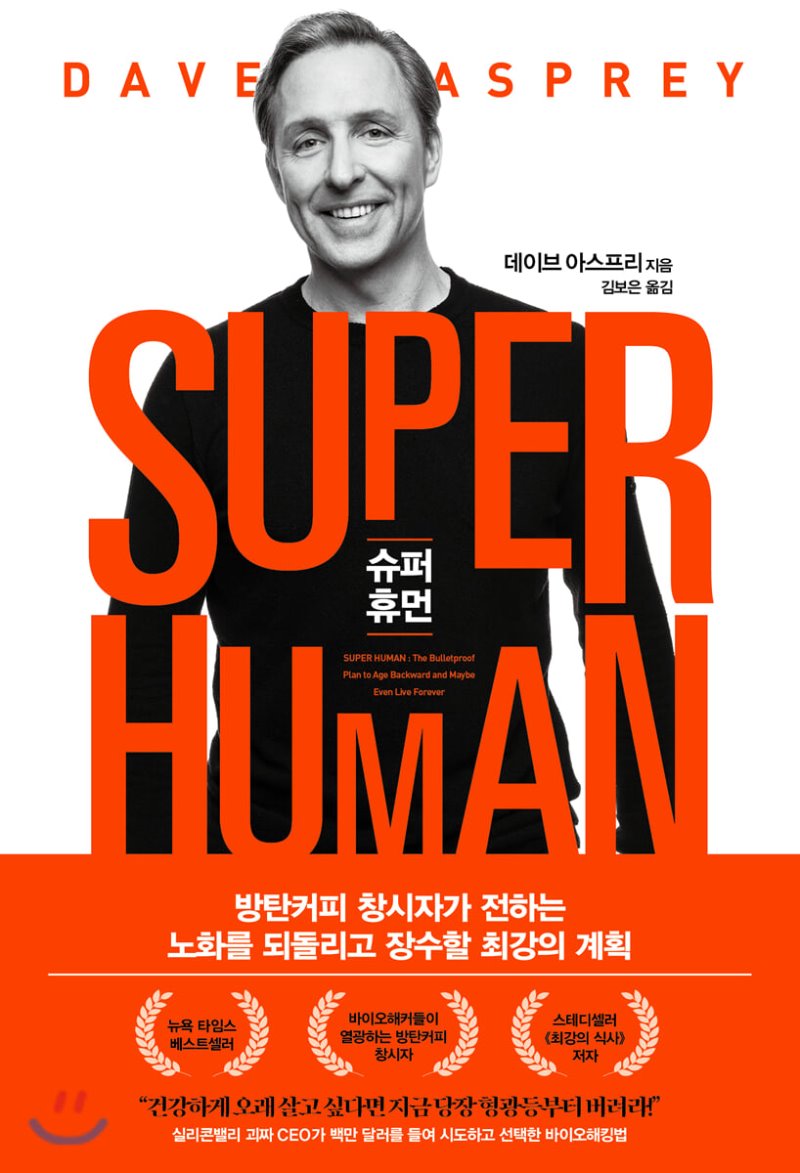 DAVE ASPREY
데이브 아스프리 지음
김보은 옮김
SUPER
슈퍼
휴먼
SUPER HUMAN : The Bulletproof
Plan to Age Backward and Maybe
Even Live Forever
HUMAN
방탄커피 창시자가 전하는
노화를 되돌리고 장수할 최강의 계획
뉴욕 타임스
베스트셀러
바이오해커들이
열광하는 방탄커피
창시자
스테디셀러
《최강의 식사》
저자
“건강하게 오래 살고 싶다면 지금 당장 형광등부터 버려라!”
실리콘밸리 괴짜 CEO가 백만 달러를 들여 시도하고 선택한 바이오해킹법